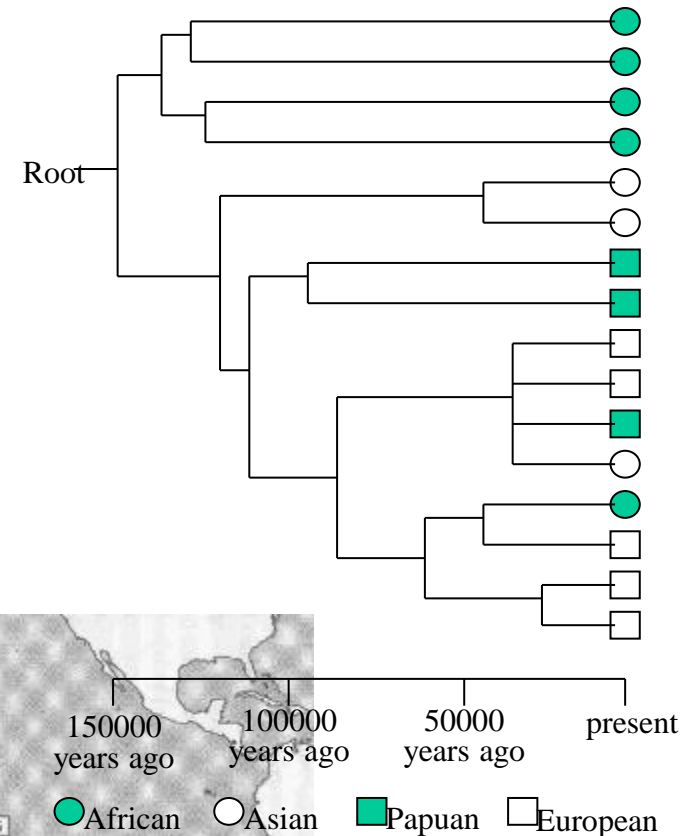 Root
150000
years ago
100000
years ago
50000
years ago
present
African
Asian
Papuan
European